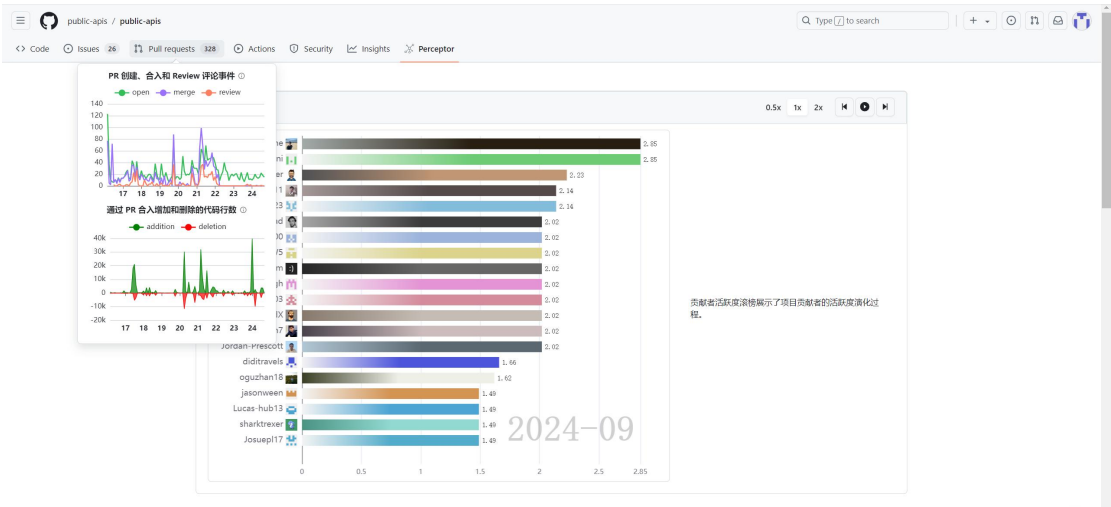 public-apis / public-apis
Type / to search
Code Issues 26 Pull requests 328 Actions Security Insights Perceptor
PR 创建、合入和 Review 评论事件
open merge review
140
120
100
80
60
40
20
0
17 18 19 20 21 22 23 24
通过 PR 合入增加和删除的代码行数
addition deletion
40k
30k
20k
10k
0
-10k
-20k
17 18 19 20 21 22 23 24
0.5x 1x 2x
2.85
2.85
2.23
2.14
2.14
2.02
2.02
2.02
2.02
2.02
2.02
2.02
2.02
Jordan-Prescott 2.02
diditravels 1.66
oguzhan18 1.62
jasonween 1.49
Lucas-hub13 1.49
sharktrexer 1.49
Josuepl17 1.49
2024-09
0 0.5 1 1.5 2 2.5 2.85
贡献者活跃度滚榜展示了项目贡献者的活跃度演化过
程。